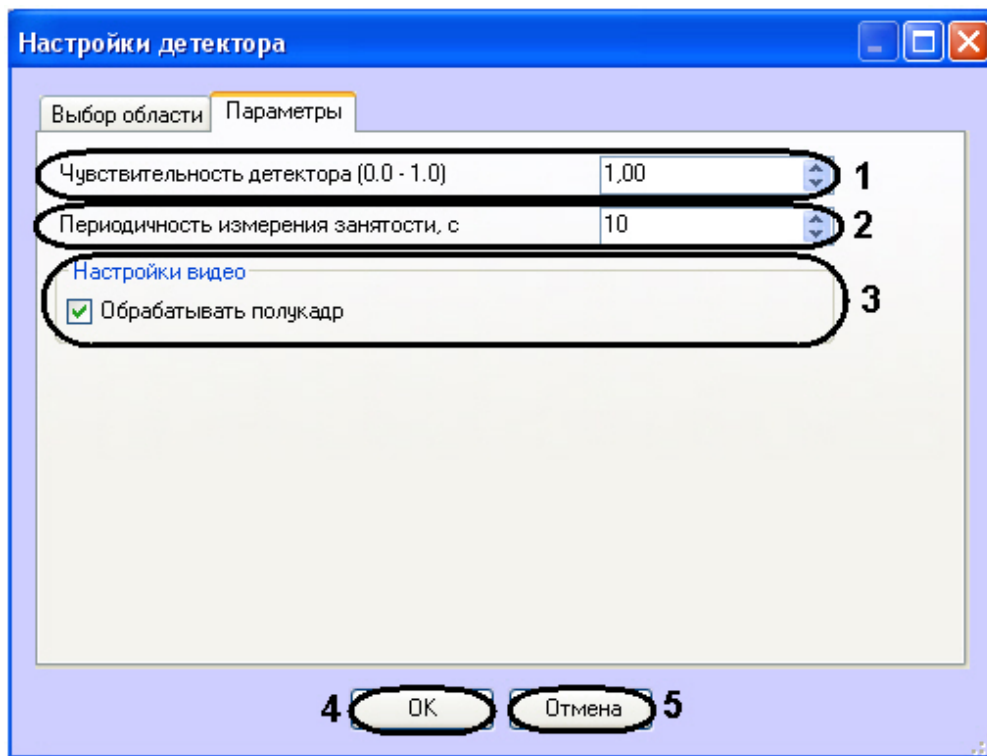 Настройки детектора
Выбор области Параметры
Чувствительность детектора (0.0 - 1.0) 1,00 1
Периодичность измерения занятости, с 10 2
Настройки видео
Обрабатывать полукадр 3
4 OK Отмена 5